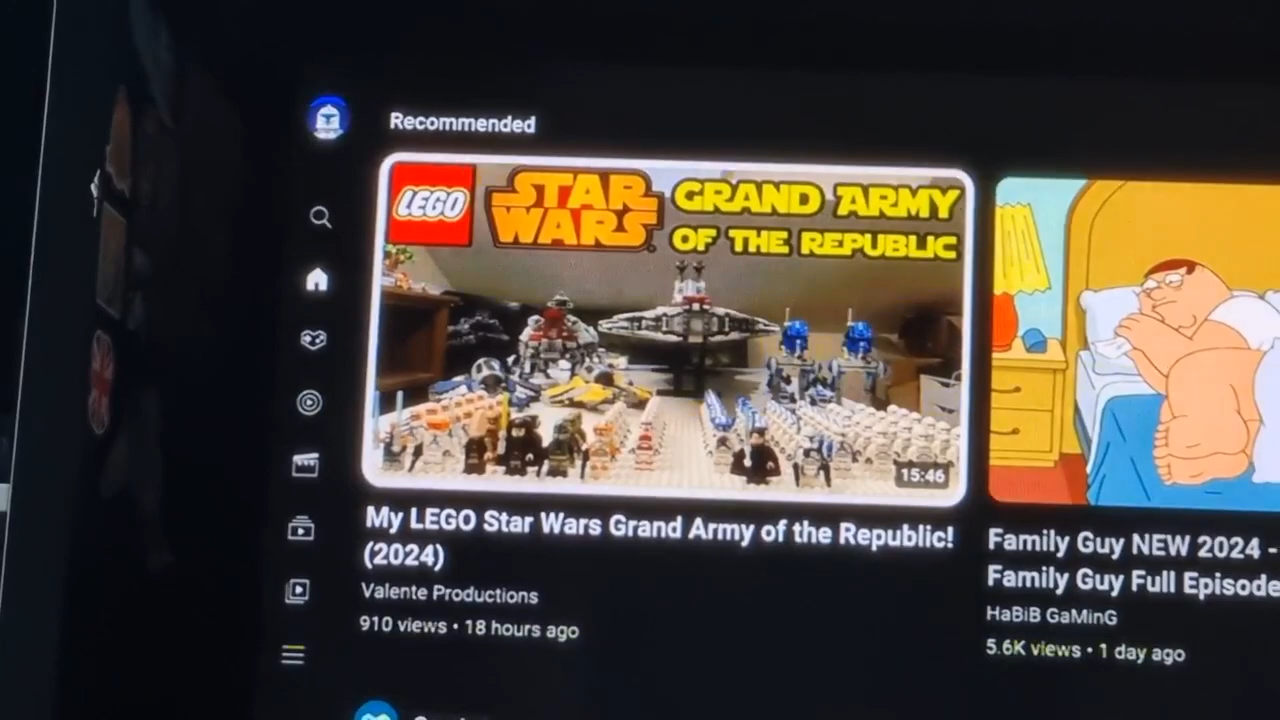 Recommended
LEGO
STAR
WARS
GRAND ARMY
OF THE REPUBLIC
15:46
My LEGO Star Wars Grand Army of the Republic!
(2024)
Valente Productions
910 views • 18 hours ago
Family Guy NEW 2024 -
Family Guy Full Episode
HaBiB GaMinG
5.6K views • 1 day ago